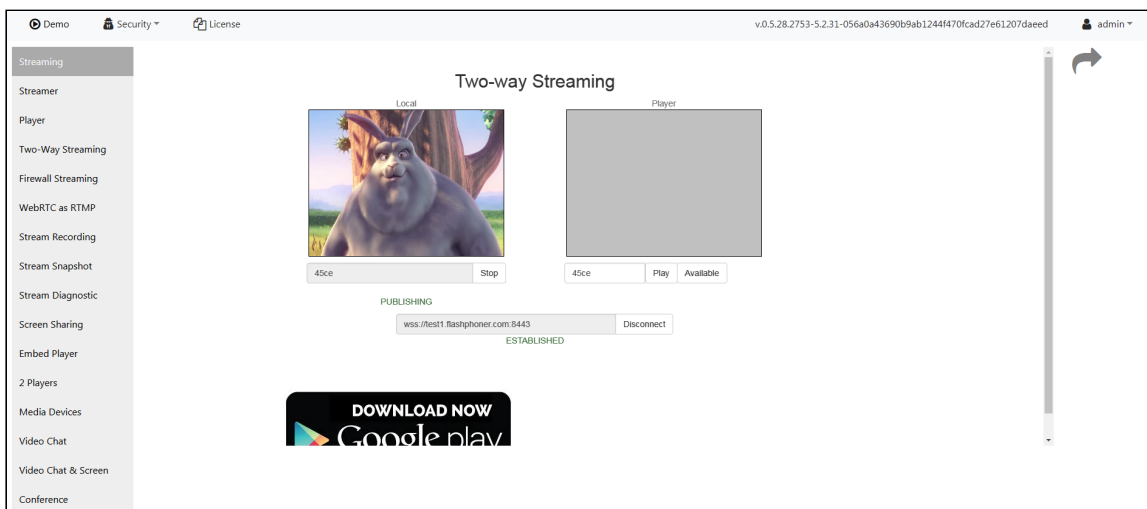 Demo
Security
License
v.0.5.28.2753-5.2.31-056a0a43690b9ab1244f470fcad27e61207daeed
admin
Streaming
Streamer
Player
Two-Way Streaming
Firewall Streaming
WebRTC as RTMP
Stream Recording
Stream Snapshot
Stream Diagnostic
Screen Sharing
Embed Player
2 Players
Media Devices
Video Chat
Video Chat & Screen
Conference
Two-way Streaming
Local
Player
45ce
Stop
45ce
Play
Available
PUBLISHING
wss://test1.flashphoner.com:8443
Disconnect
ESTABLISHED
DOWNLOAD NOW
Google play